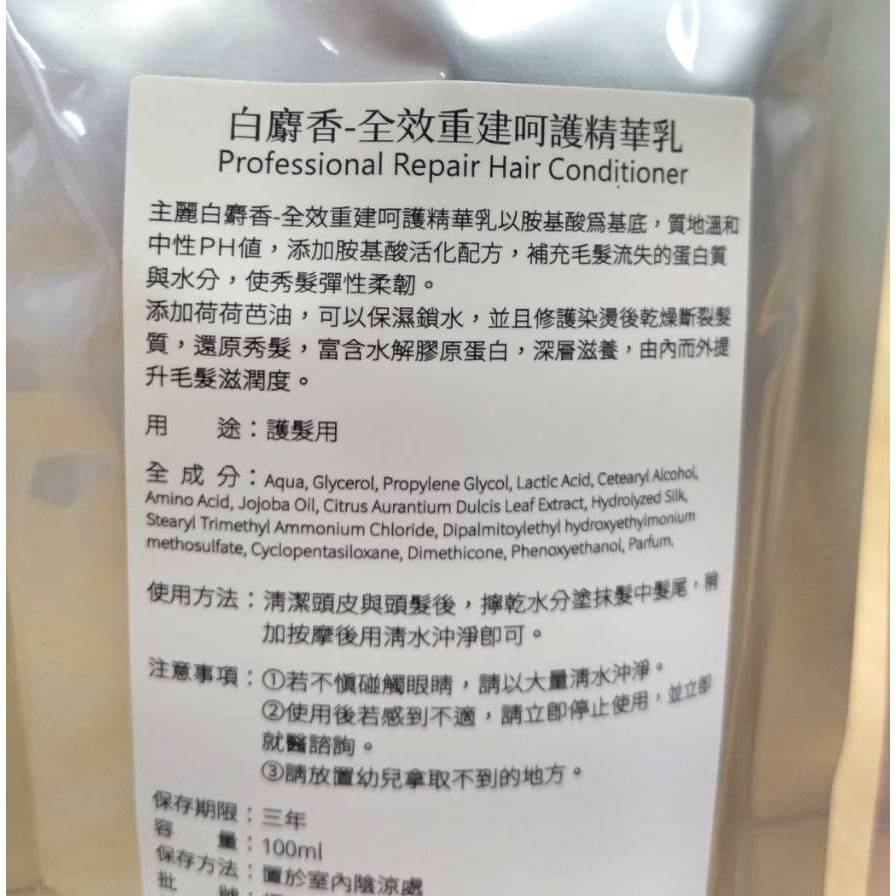 白麝香-全效重建呵護精華乳
Professional Repair Hair Conditioner
主麗白麝香-全效重建呵護精華乳以胺基酸爲基底，質地溫和
中性PH値，添加胺基酸活化配方，補充毛髮流失的蛋白質
與水分，使秀髮彈性柔韌。
添加荷荷芭油，可以保濕鎖水，並且修護染燙後乾燥斷裂髮
質，還原秀髮，富含水解膠原蛋白，深層滋養，由內而外提
升毛髮滋潤度。
用　　途：護髮用
全 成 分：Aqua, Glycerol, Propylene Glycol, Lactic Acid, Cetearyl Alcohol,
Amino Acid, Jojoba Oil, Citrus Aurantium Dulcis Leaf Extract, Hydrolyzed Silk,
Stearyl Trimethyl Ammonium Chloride, Dipalmitoylethyl hydroxyethylmonium
methosulfate, Cyclopentasiloxane, Dimethicone, Phenoxyethanol, Parfum.
使用方法：清潔頭皮與頭髮後，擰乾水分塗抹髮中髮尾，稍
加按摩後用清水沖淨卽可。
注意事項：①若不愼碰觸眼睛，請以大量清水沖淨。
②使用後若感到不適，請立卽停止使用，並立卽
就醫諮詢。
③請放置幼兒拿取不到的地方。
保存期限：三年
容　　量：100ml
保存方法：置於室內陰涼處
批